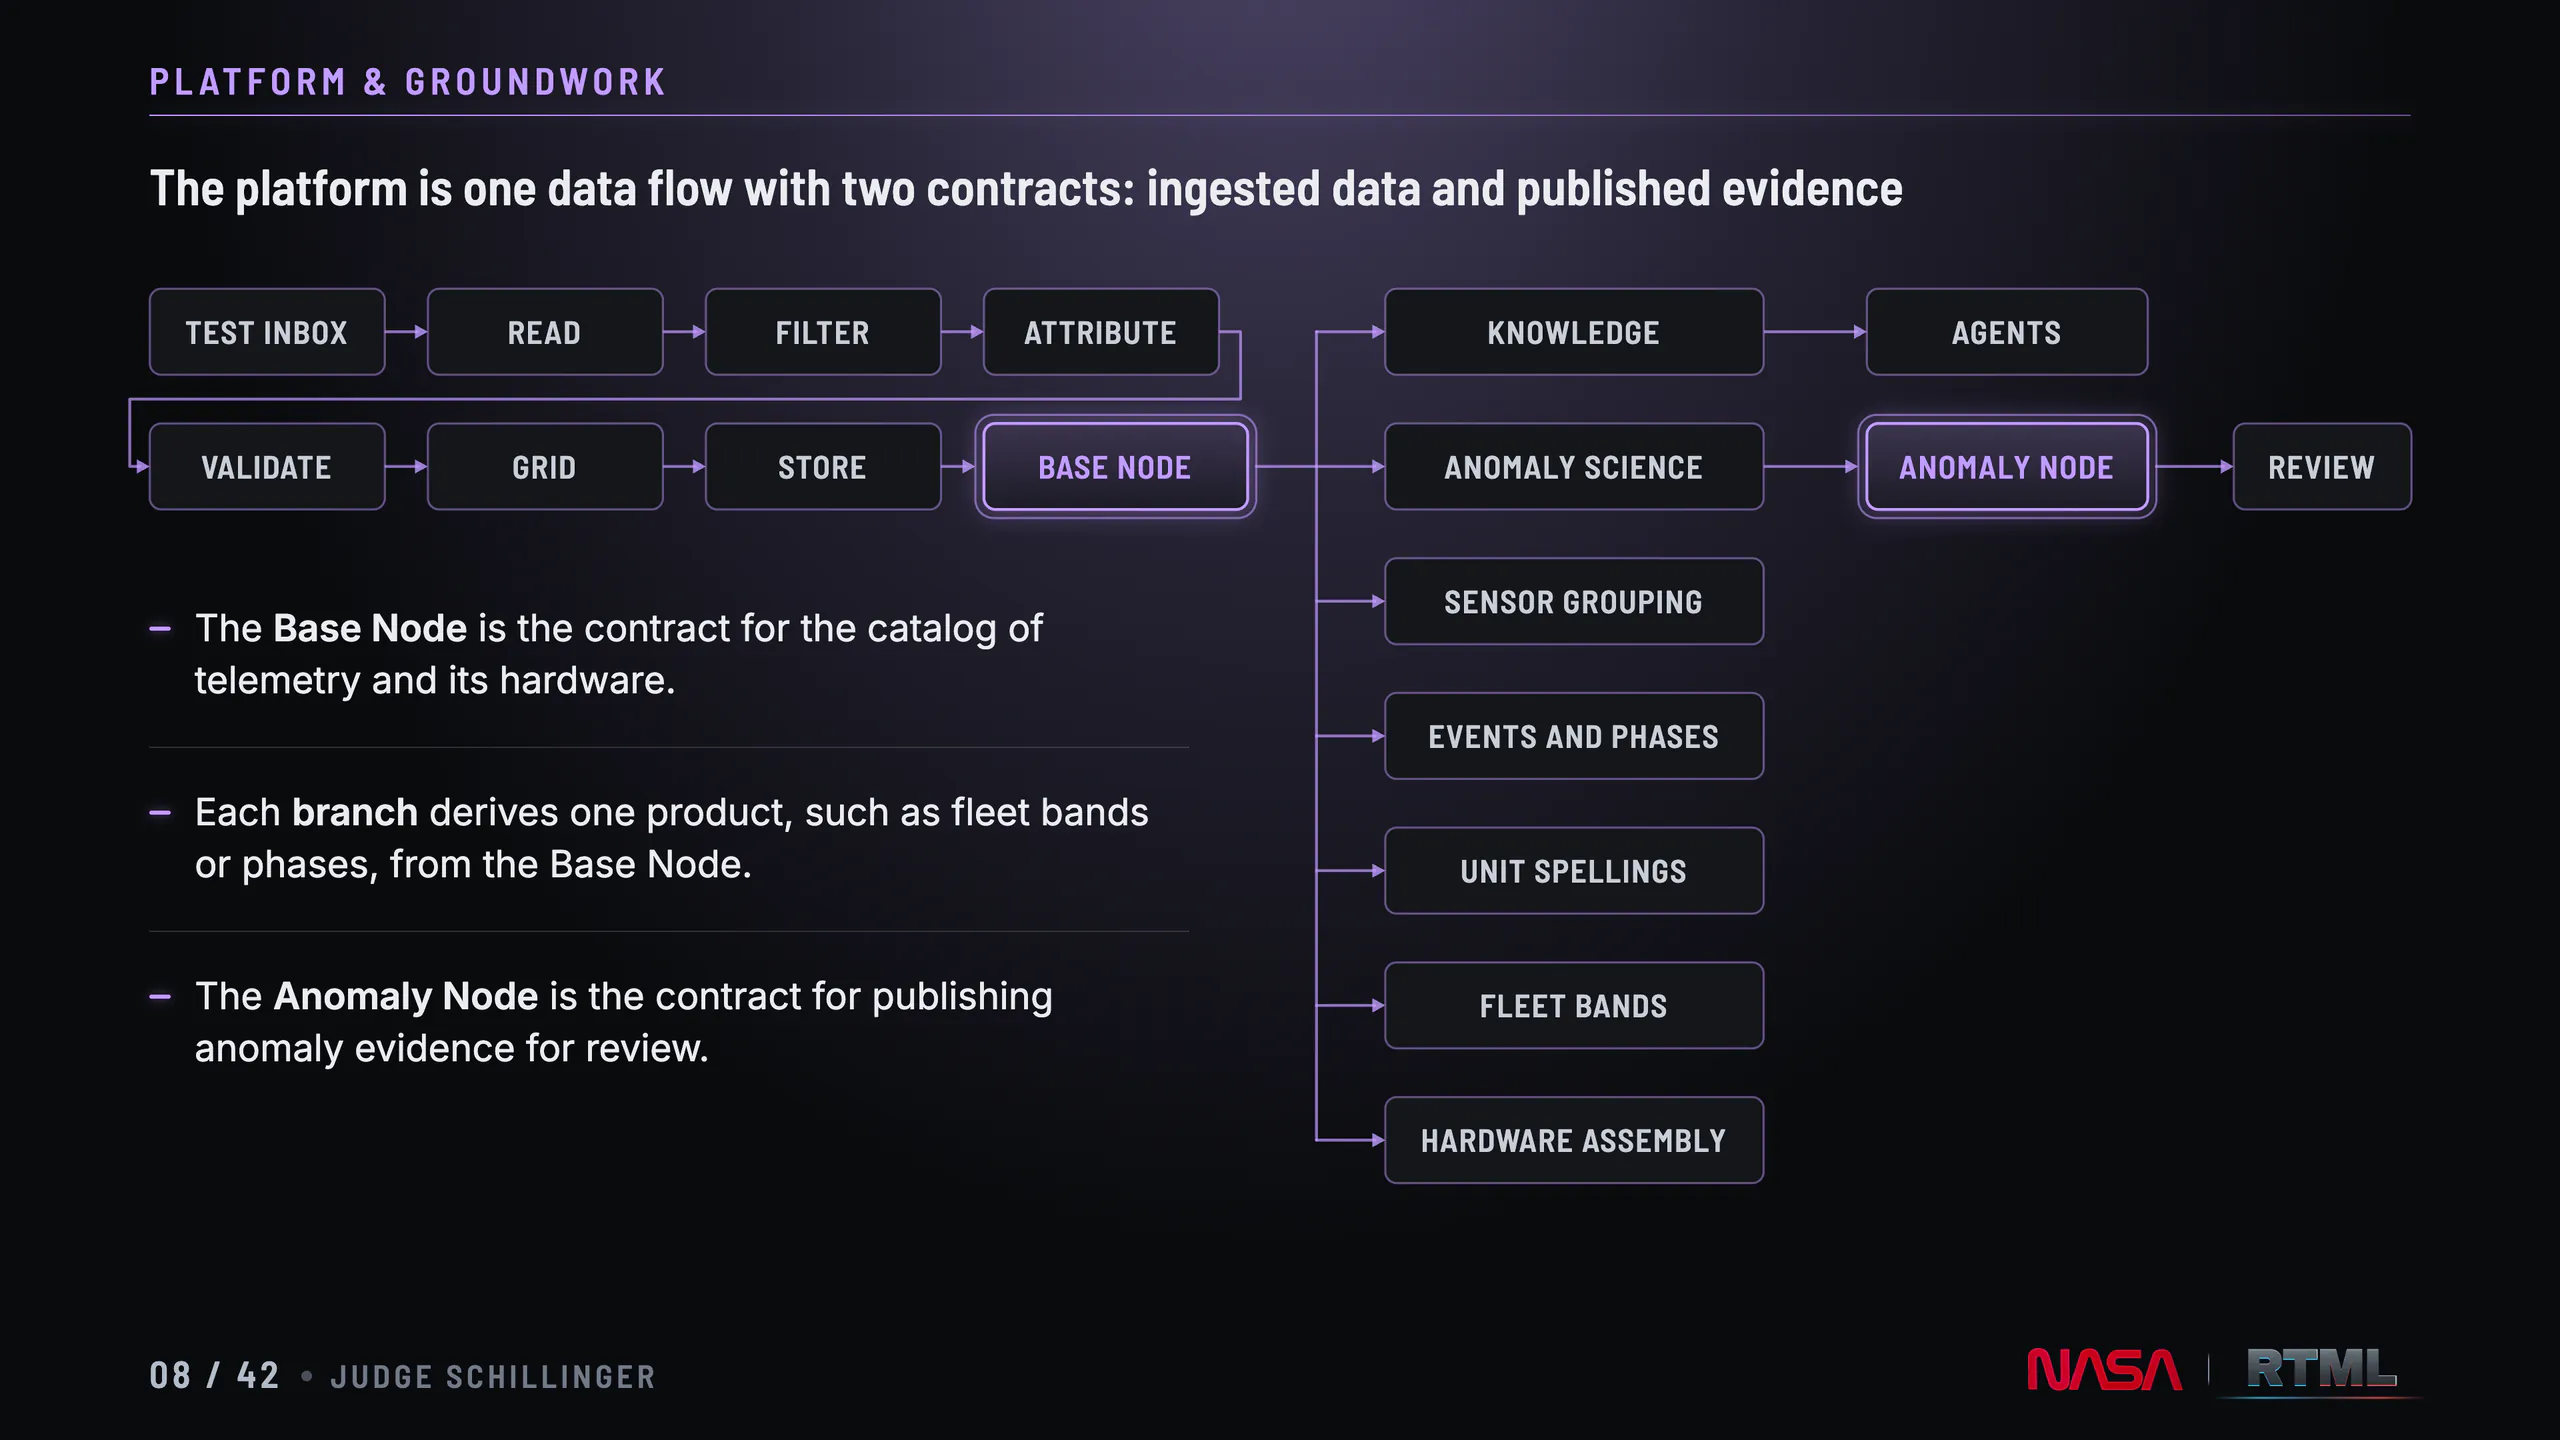 PLATFORM & GROUNDWORK
The platform is one data flow with two contracts: ingested data and published evidence
TEST INBOX
READ
FILTER
ATTRIBUTE
VALIDATE
GRID
STORE
BASE NODE
KNOWLEDGE
AGENTS
ANOMALY SCIENCE
ANOMALY NODE
REVIEW
SENSOR GROUPING
EVENTS AND PHASES
UNIT SPELLINGS
FLEET BANDS
HARDWARE ASSEMBLY
– The Base Node is the contract for the catalog of
telemetry and its hardware.
– Each branch derives one product, such as fleet bands
or phases, from the Base Node.
– The Anomaly Node is the contract for publishing
anomaly evidence for review.
08 / 42 • JUDGE SCHILLINGER
NASA | RTML